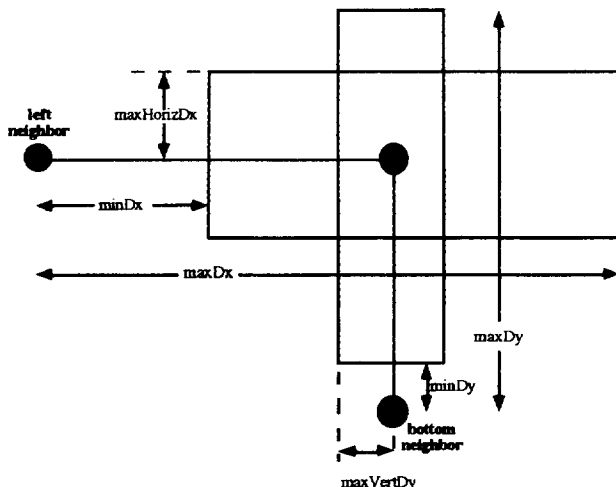 left
neighbor
maxHorizDx
minDx
maxDx
maxDy
minDy
bottom
neighbor
maxVertDy